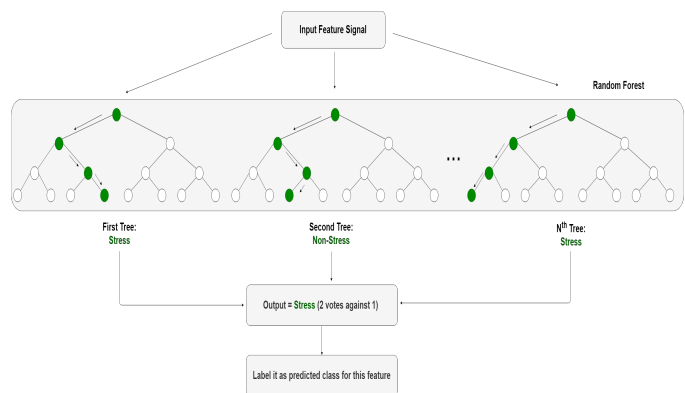 Input Feature Signal
Random Forest
First Tree:
Stress
Second Tree:
Non-Stress
Nth Tree:
Stress
Output = Stress (2 votes against 1)
Label it as predicted class for this feature